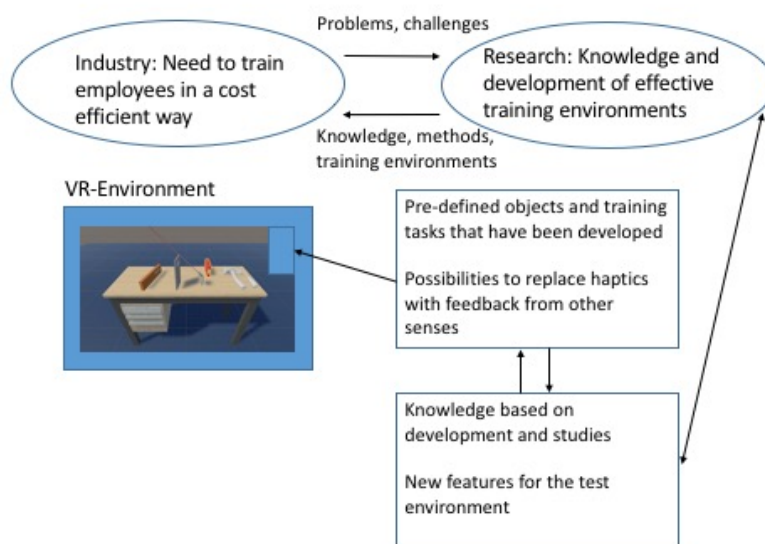 Problems, challenges
Industry: Need to train
employees in a cost
efficient way
Research: Knowledge and
development of effective
training environments
Knowledge, methods,
training environments
VR-Environment
Pre-defined objects and training
tasks that have been developed
Possibilities to replace haptics
with feedback from other
senses
Knowledge based on
development and studies
New features for the test
environment